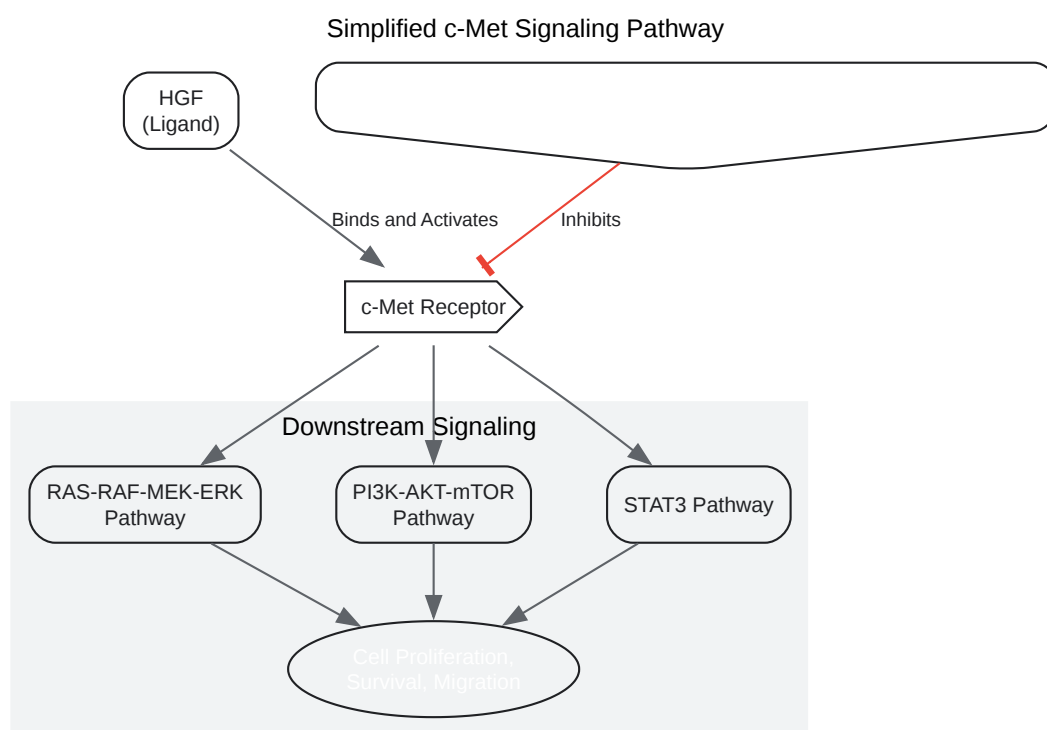 Simplified c-Met Signaling Pathway
HGF
(Ligand)
Binds and Activates
Inhibits
c-Met Receptor
Downstream Signaling
RAS-RAF-MEK-ERK
Pathway
PI3K-AKT-mTOR
Pathway
STAT3 Pathway
Cell Proliferation,
Survival, Migration